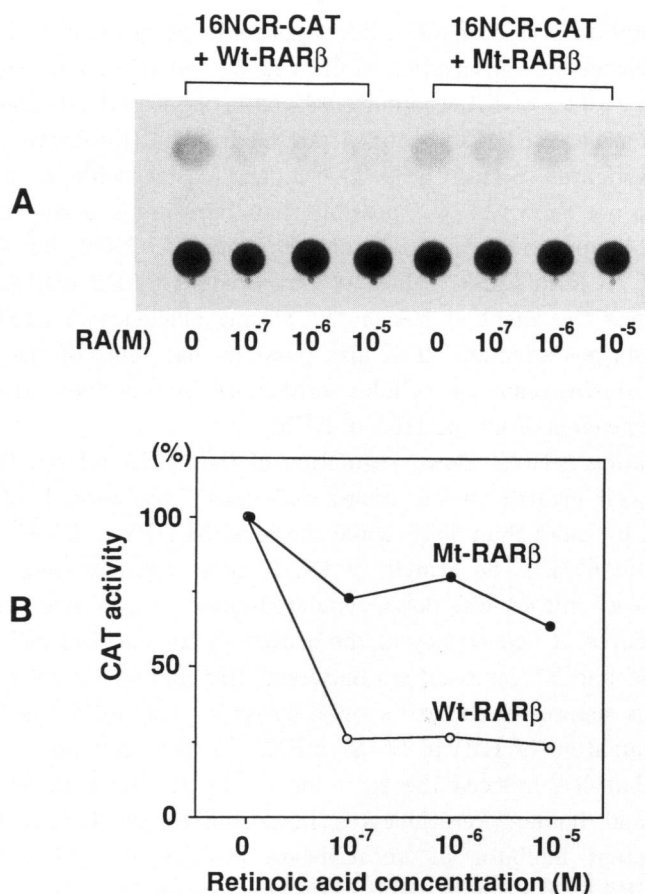 16NCR-CAT 16NCR-CAT
+ Wt-RARβ + Mt-RARβ
A
RA(M) 0 10⁻⁷ 10⁻⁶ 10⁻⁵ 0 10⁻⁷ 10⁻⁶ 10⁻⁵
(%)
100
Mt-RARβ
B
CAT activity
50
Wt-RARβ
0
0 10⁻⁷ 10⁻⁶ 10⁻⁵
Retinoic acid concentration (M)